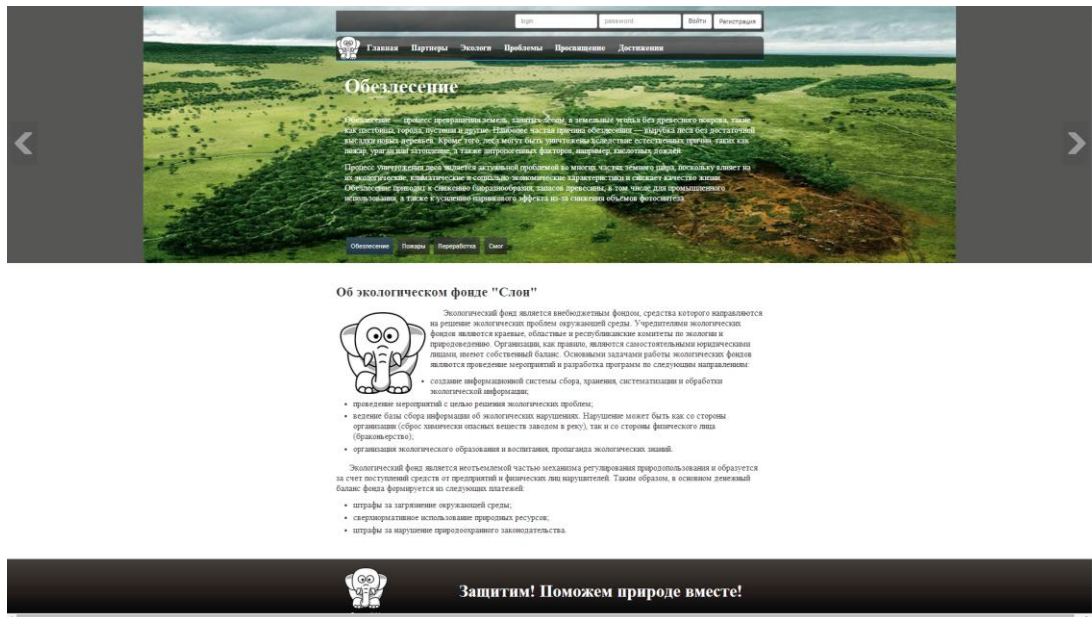 login password Войти Регистрация
Главная Партнеры Экологи Проблемы Просвещение Достижения
Обезлесение
Обезлесение — процесс превращения земель, занятых лесом, в земельные угодья без древесного покрова, такие
как пастбища, города, пустоши и другие. Наиболее частая причина обезлесения — вырубка леса без достаточной
высадки новых деревьев. Кроме того, леса могут быть уничтожены вследствие естественных причин, таких как
пожар, ураган или затопление, а также антропогенных факторов, например, кислотных дождей.
Процесс уничтожения леса является актуальной проблемой во многих частях земного шара, поскольку влияет на
их экологические, климатические и социально-экономические характеристики и снижает качество жизни.
Обезлесение приводит к снижению биоразнообразия, запасов древесины, в том числе для промышленного
использования, а также к усилению парникового эффекта из-за снижения объёмов фотосинтеза.
Обезлесение Пожары Переработка Смог
Об экологическом фонде "Слон"
Экологический фонд является внебюджетным фондом, средства которого направляются
на решение экологических проблем окружающей среды. Учредителями экологических
фондов являются краевые, областные и республиканские комитеты по экологии и
природоведению. Организации, как правило, являются самостоятельными юридическими
лицами, имеют собственный баланс. Основными задачами работы экологических фондов
являются проведение мероприятий и разработка программ по следующим направлениям:
• создание информационной системы сбора, хранения, систематизации и обработки
экологической информации;
• проведение мероприятий с целью решения экологических проблем;
• ведение базы сбора информации об экологических нарушениях. Нарушение может быть как со стороны
организации (сброс химически опасных веществ заводом в реку), так и со стороны физического лица
(браконьерство);
• организация экологического образования и воспитания, пропаганда экологических знаний.
Экологический фонд является неотъемлемой частью механизма регулирования природопользования и образуется
за счет поступлений средств от предприятий и физических лиц нарушителей. Таким образом, в основном денежный
баланс фонда формируется из следующих платежей:
• штрафы за загрязнение окружающей среды;
• сверхнормативное использование природных ресурсов;
• штрафы за нарушение природоохранного законодательства.
Защитим! Поможем природе вместе!